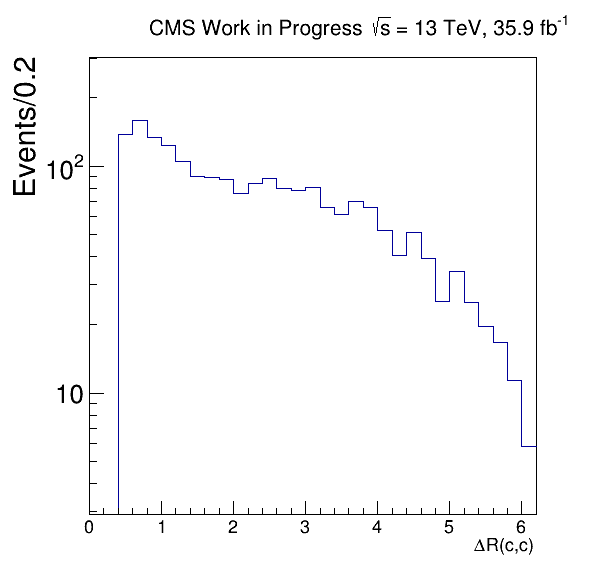 CMS Work in Progress √s = 13 TeV, 35.9 fb⁻¹
Events/0.2
10²
10
0 1 2 3 4 5 6
ΔR(c,c)